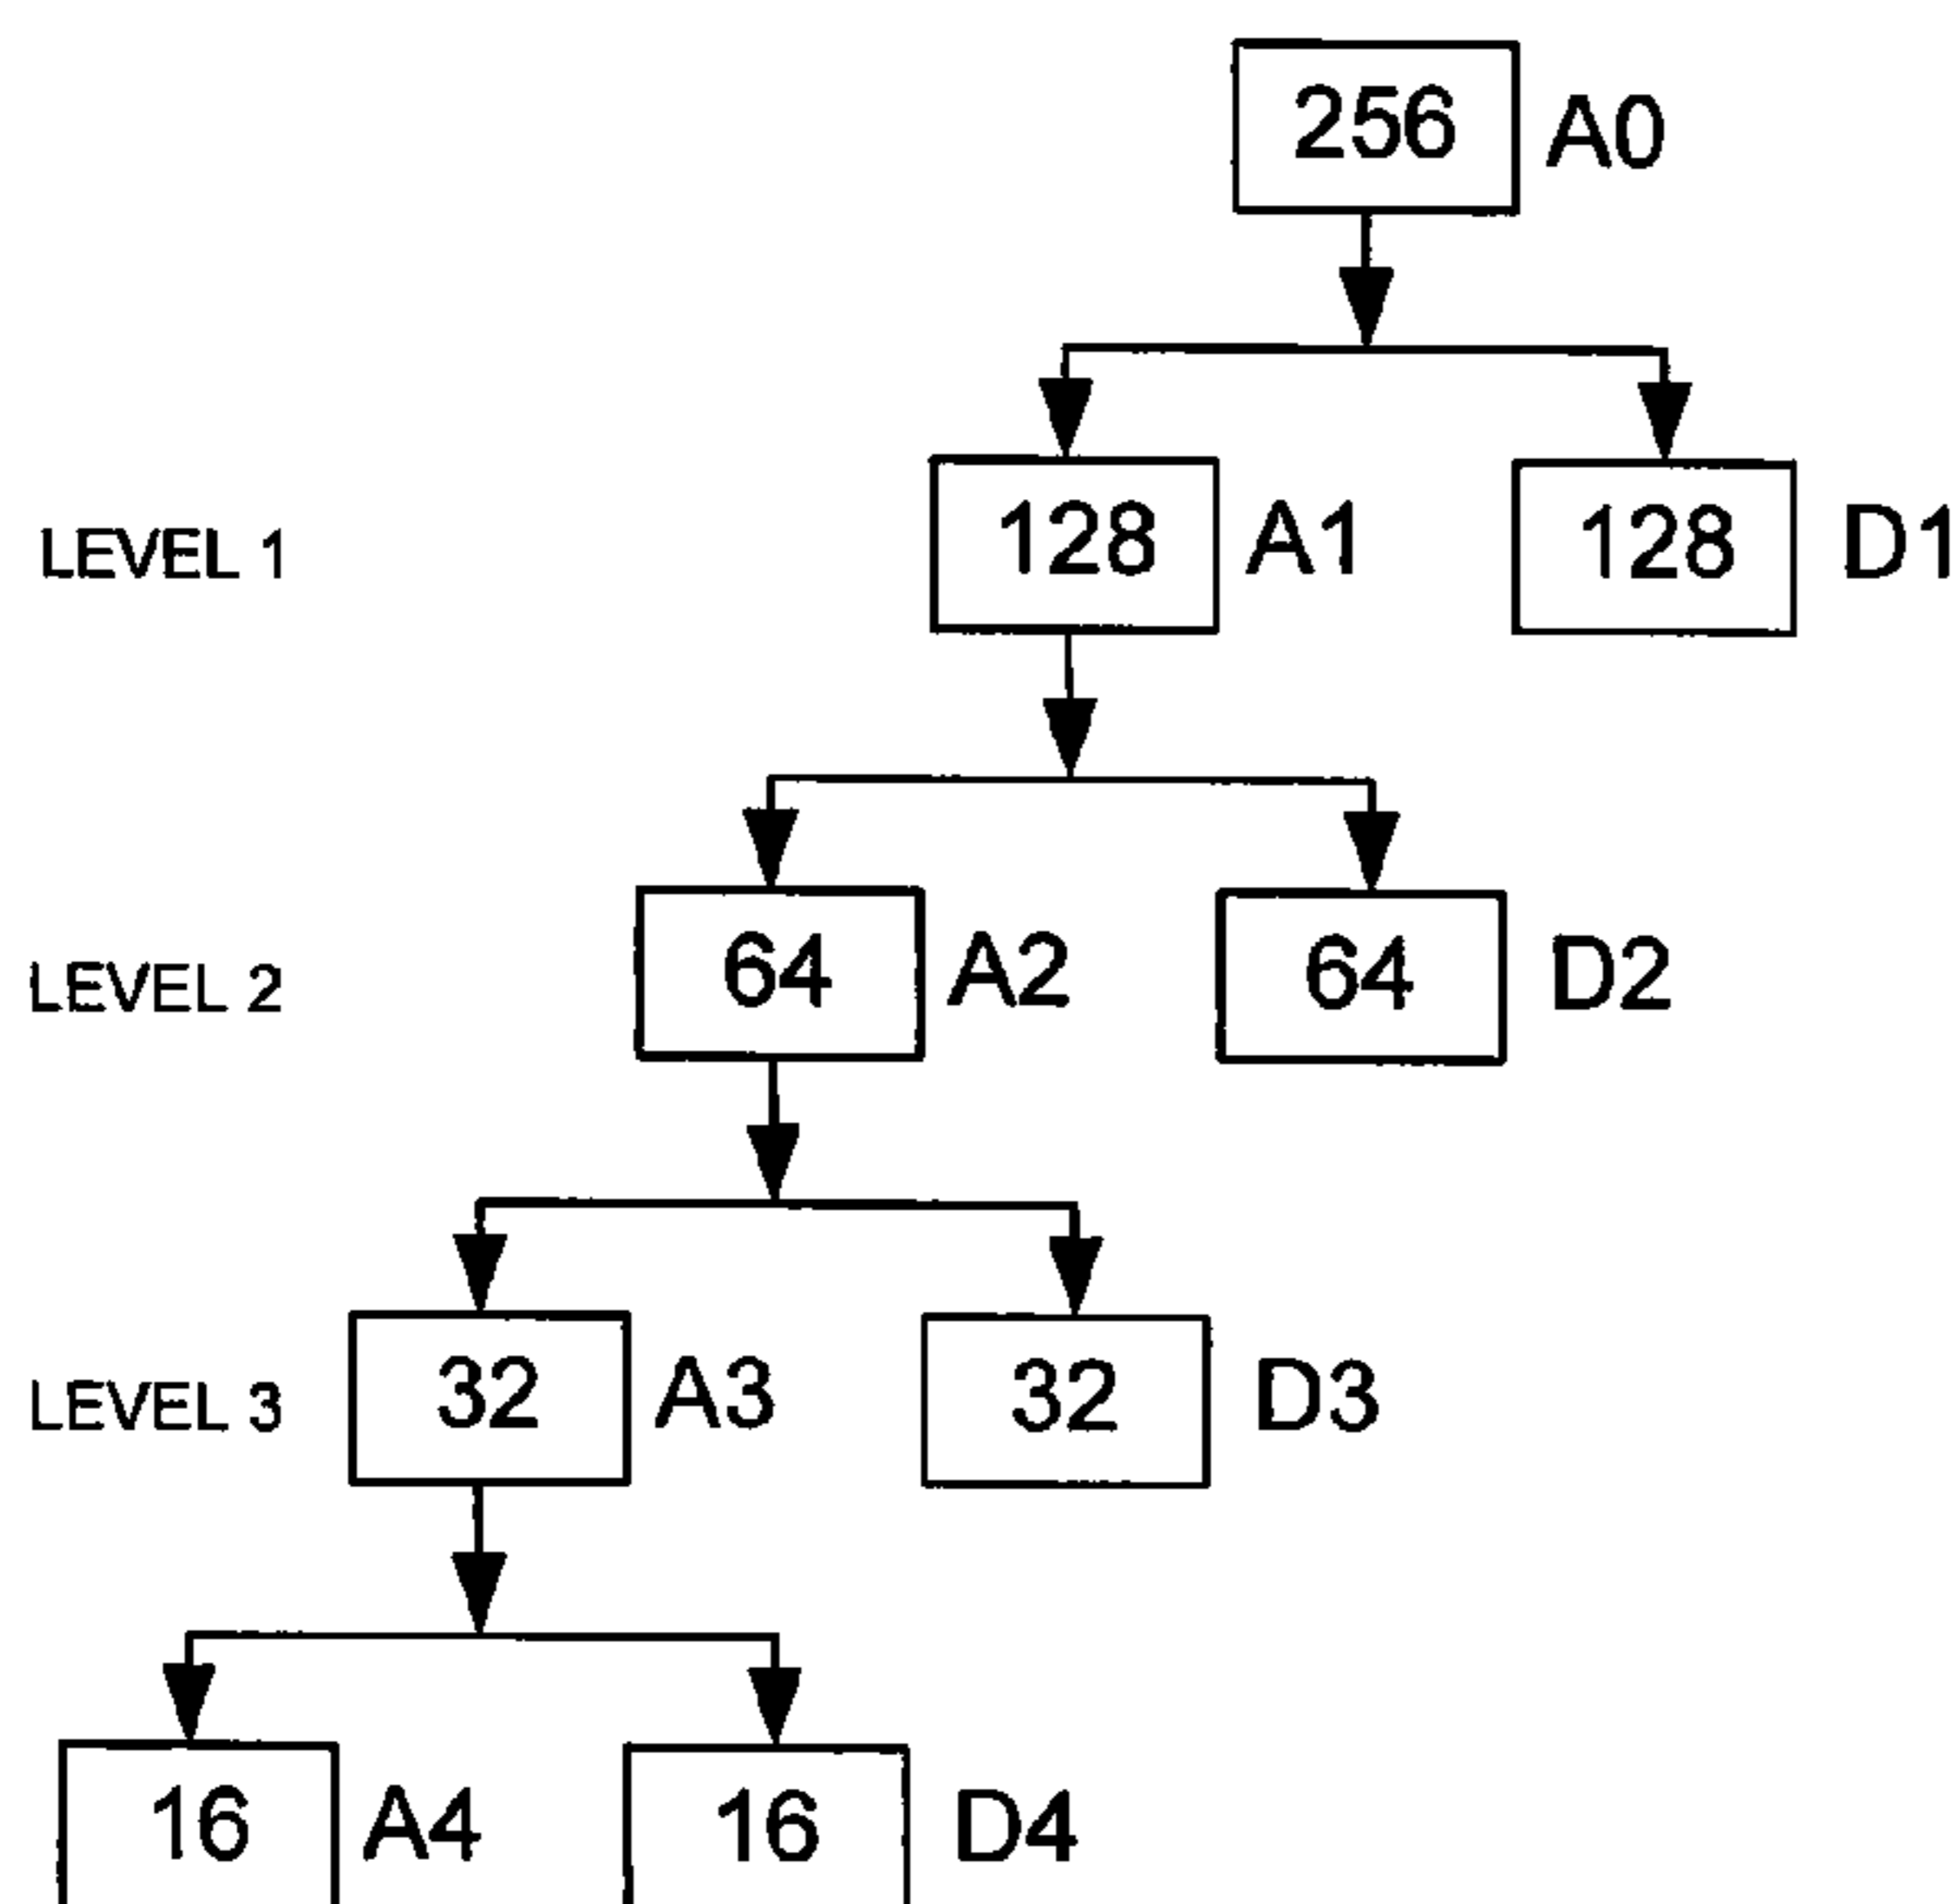 256 A0
LEVEL 1 128 A1 128 D1
LEVEL 2 64 A2 64 D2
LEVEL 3 32 A3 32 D3
16 A4 16 D4